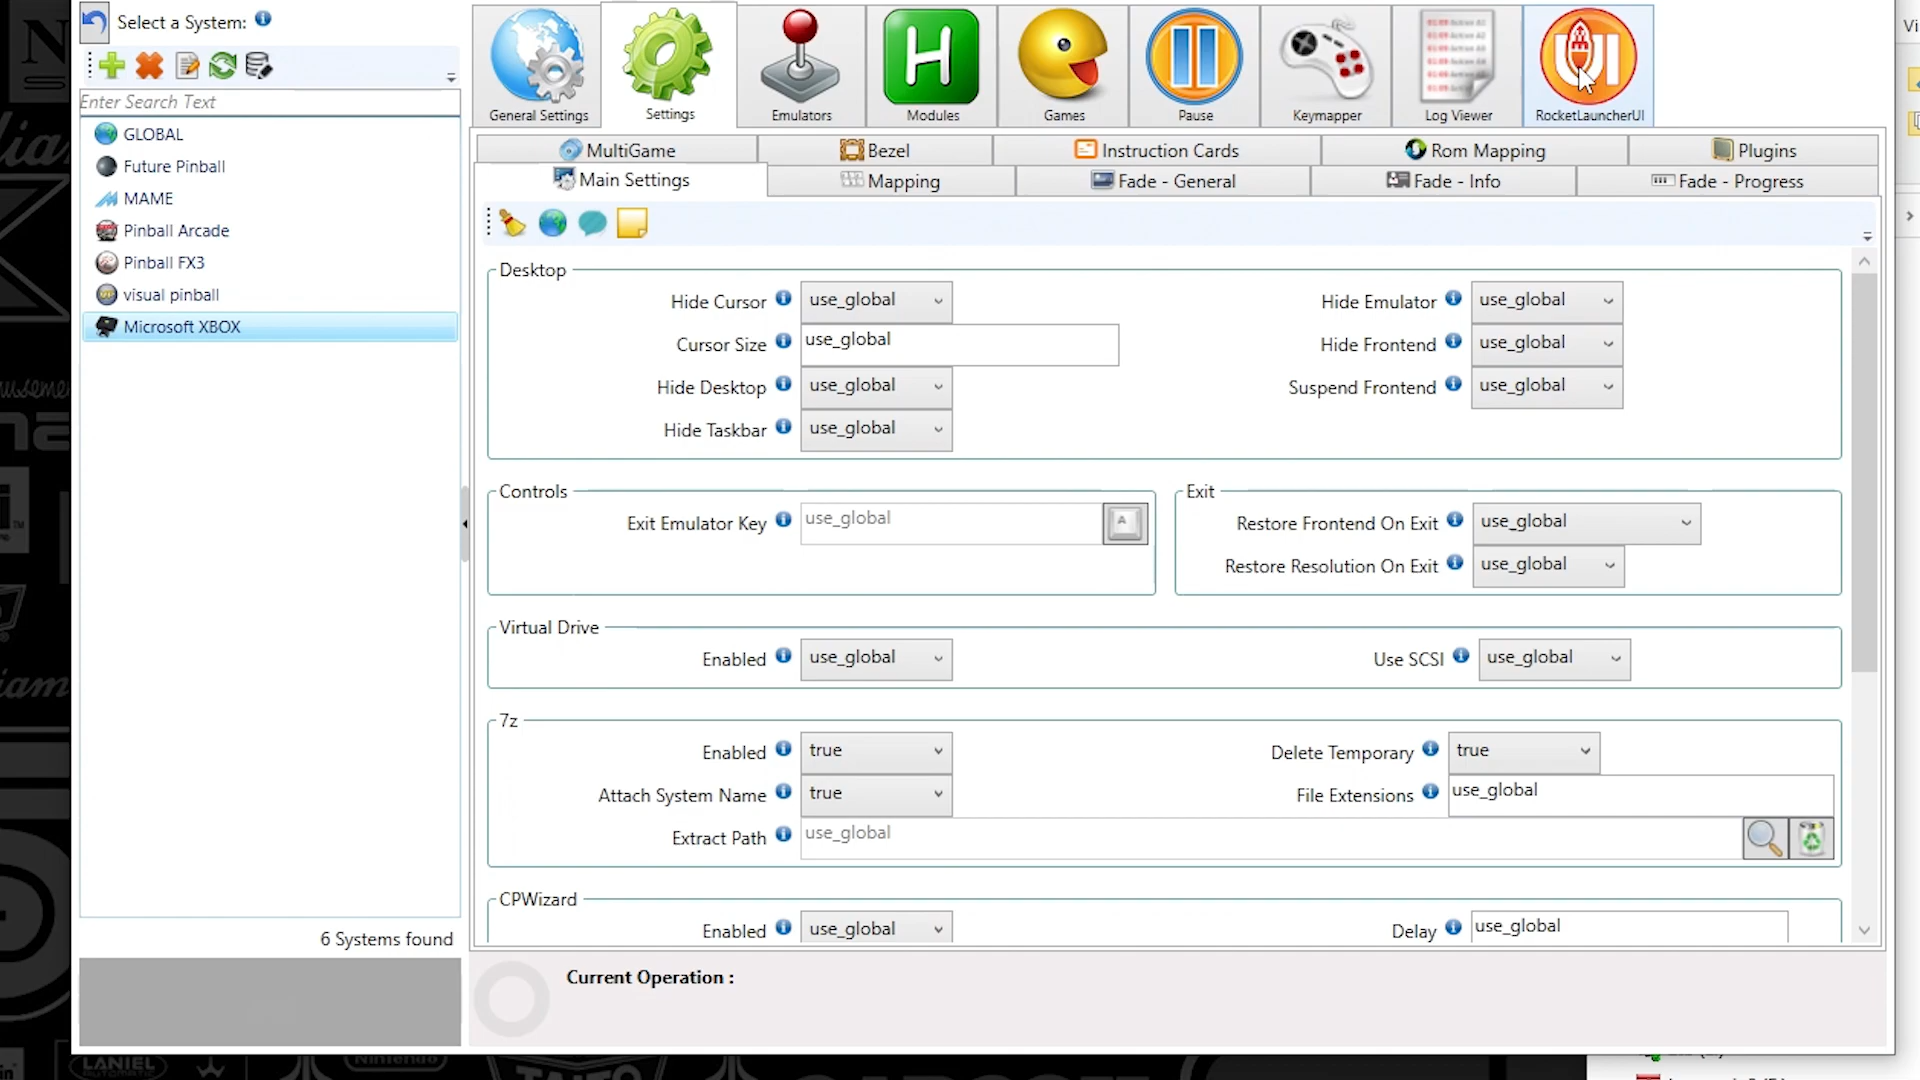 Select a System:
Enter Search Text
GLOBAL
Future Pinball
MAME
Pinball Arcade
Pinball FX3
visual pinball
Microsoft XBOX
6 Systems found
General Settings
Settings
Emulators
Modules
Games
Pause
Keymapper
Log Viewer
RocketLauncherUI
MultiGame
Bezel
Instruction Cards
Rom Mapping
Plugins
Main Settings
Mapping
Fade - General
Fade - Info
Fade - Progress
Desktop
Hide Cursor use_global
Hide Emulator use_global
Cursor Size use_global
Hide Frontend use_global
Hide Desktop use_global
Suspend Frontend use_global
Hide Taskbar use_global
Controls
Exit Emulator Key use_global
A
Exit
Restore Frontend On Exit use_global
Restore Resolution On Exit use_global
Virtual Drive
Enabled use_global
Use SCSI use_global
7z
Enabled true
Delete Temporary true
Attach System Name true
File Extensions use_global
Extract Path use_global
CPWizard
Enabled use_global
Delay use_global
Current Operation :